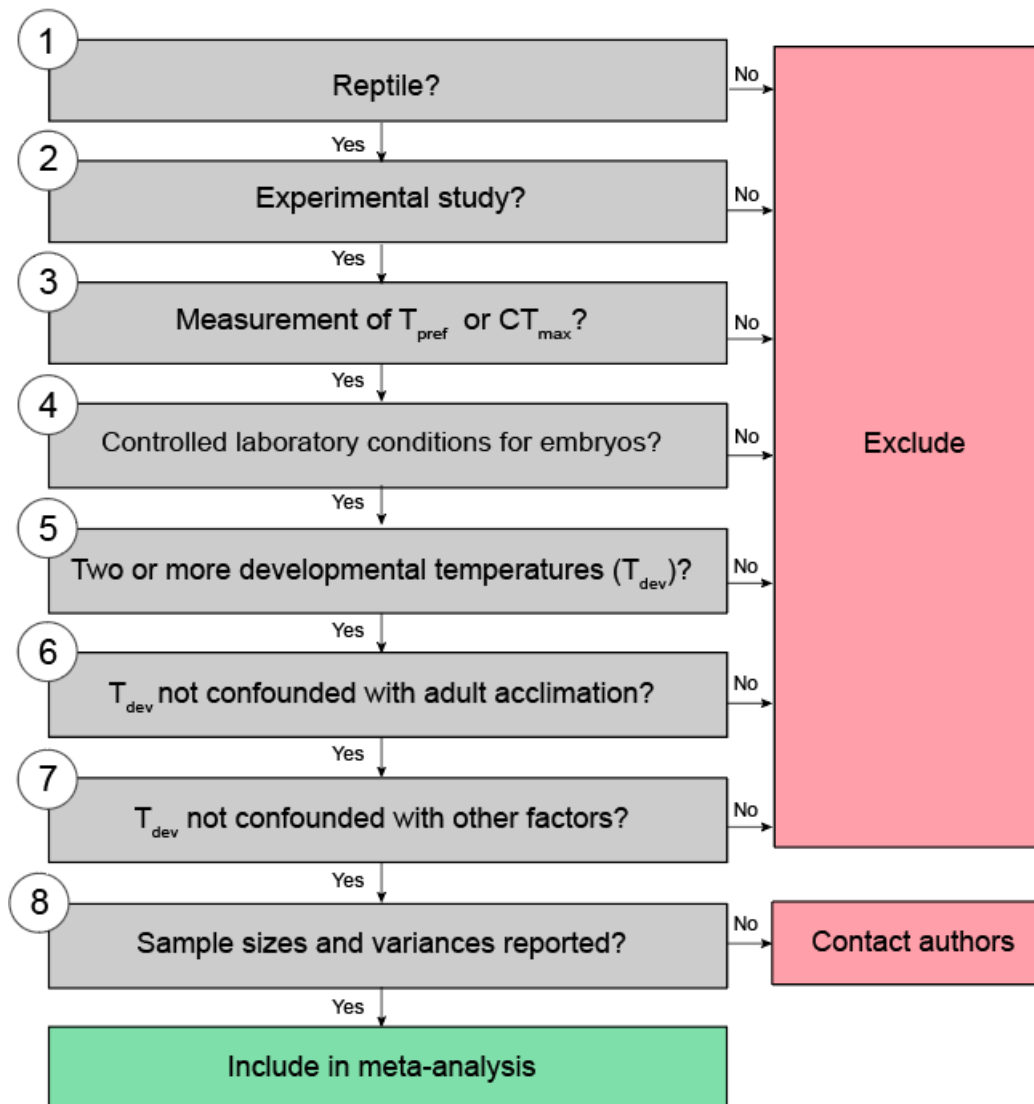 1
Reptile?
No
Yes
2
Experimental study?
No
Yes
3
Measurement of Tpref or CTmax?
No
Yes
4
Controlled laboratory conditions for embryos?
No
Exclude
Yes
5
Two or more developmental temperatures (Tdev)?
No
Yes
6
Tdev not confounded with adult acclimation?
No
Yes
7
Tdev not confounded with other factors?
No
Yes
8
Sample sizes and variances reported?
No
Contact authors
Yes
Include in meta-analysis